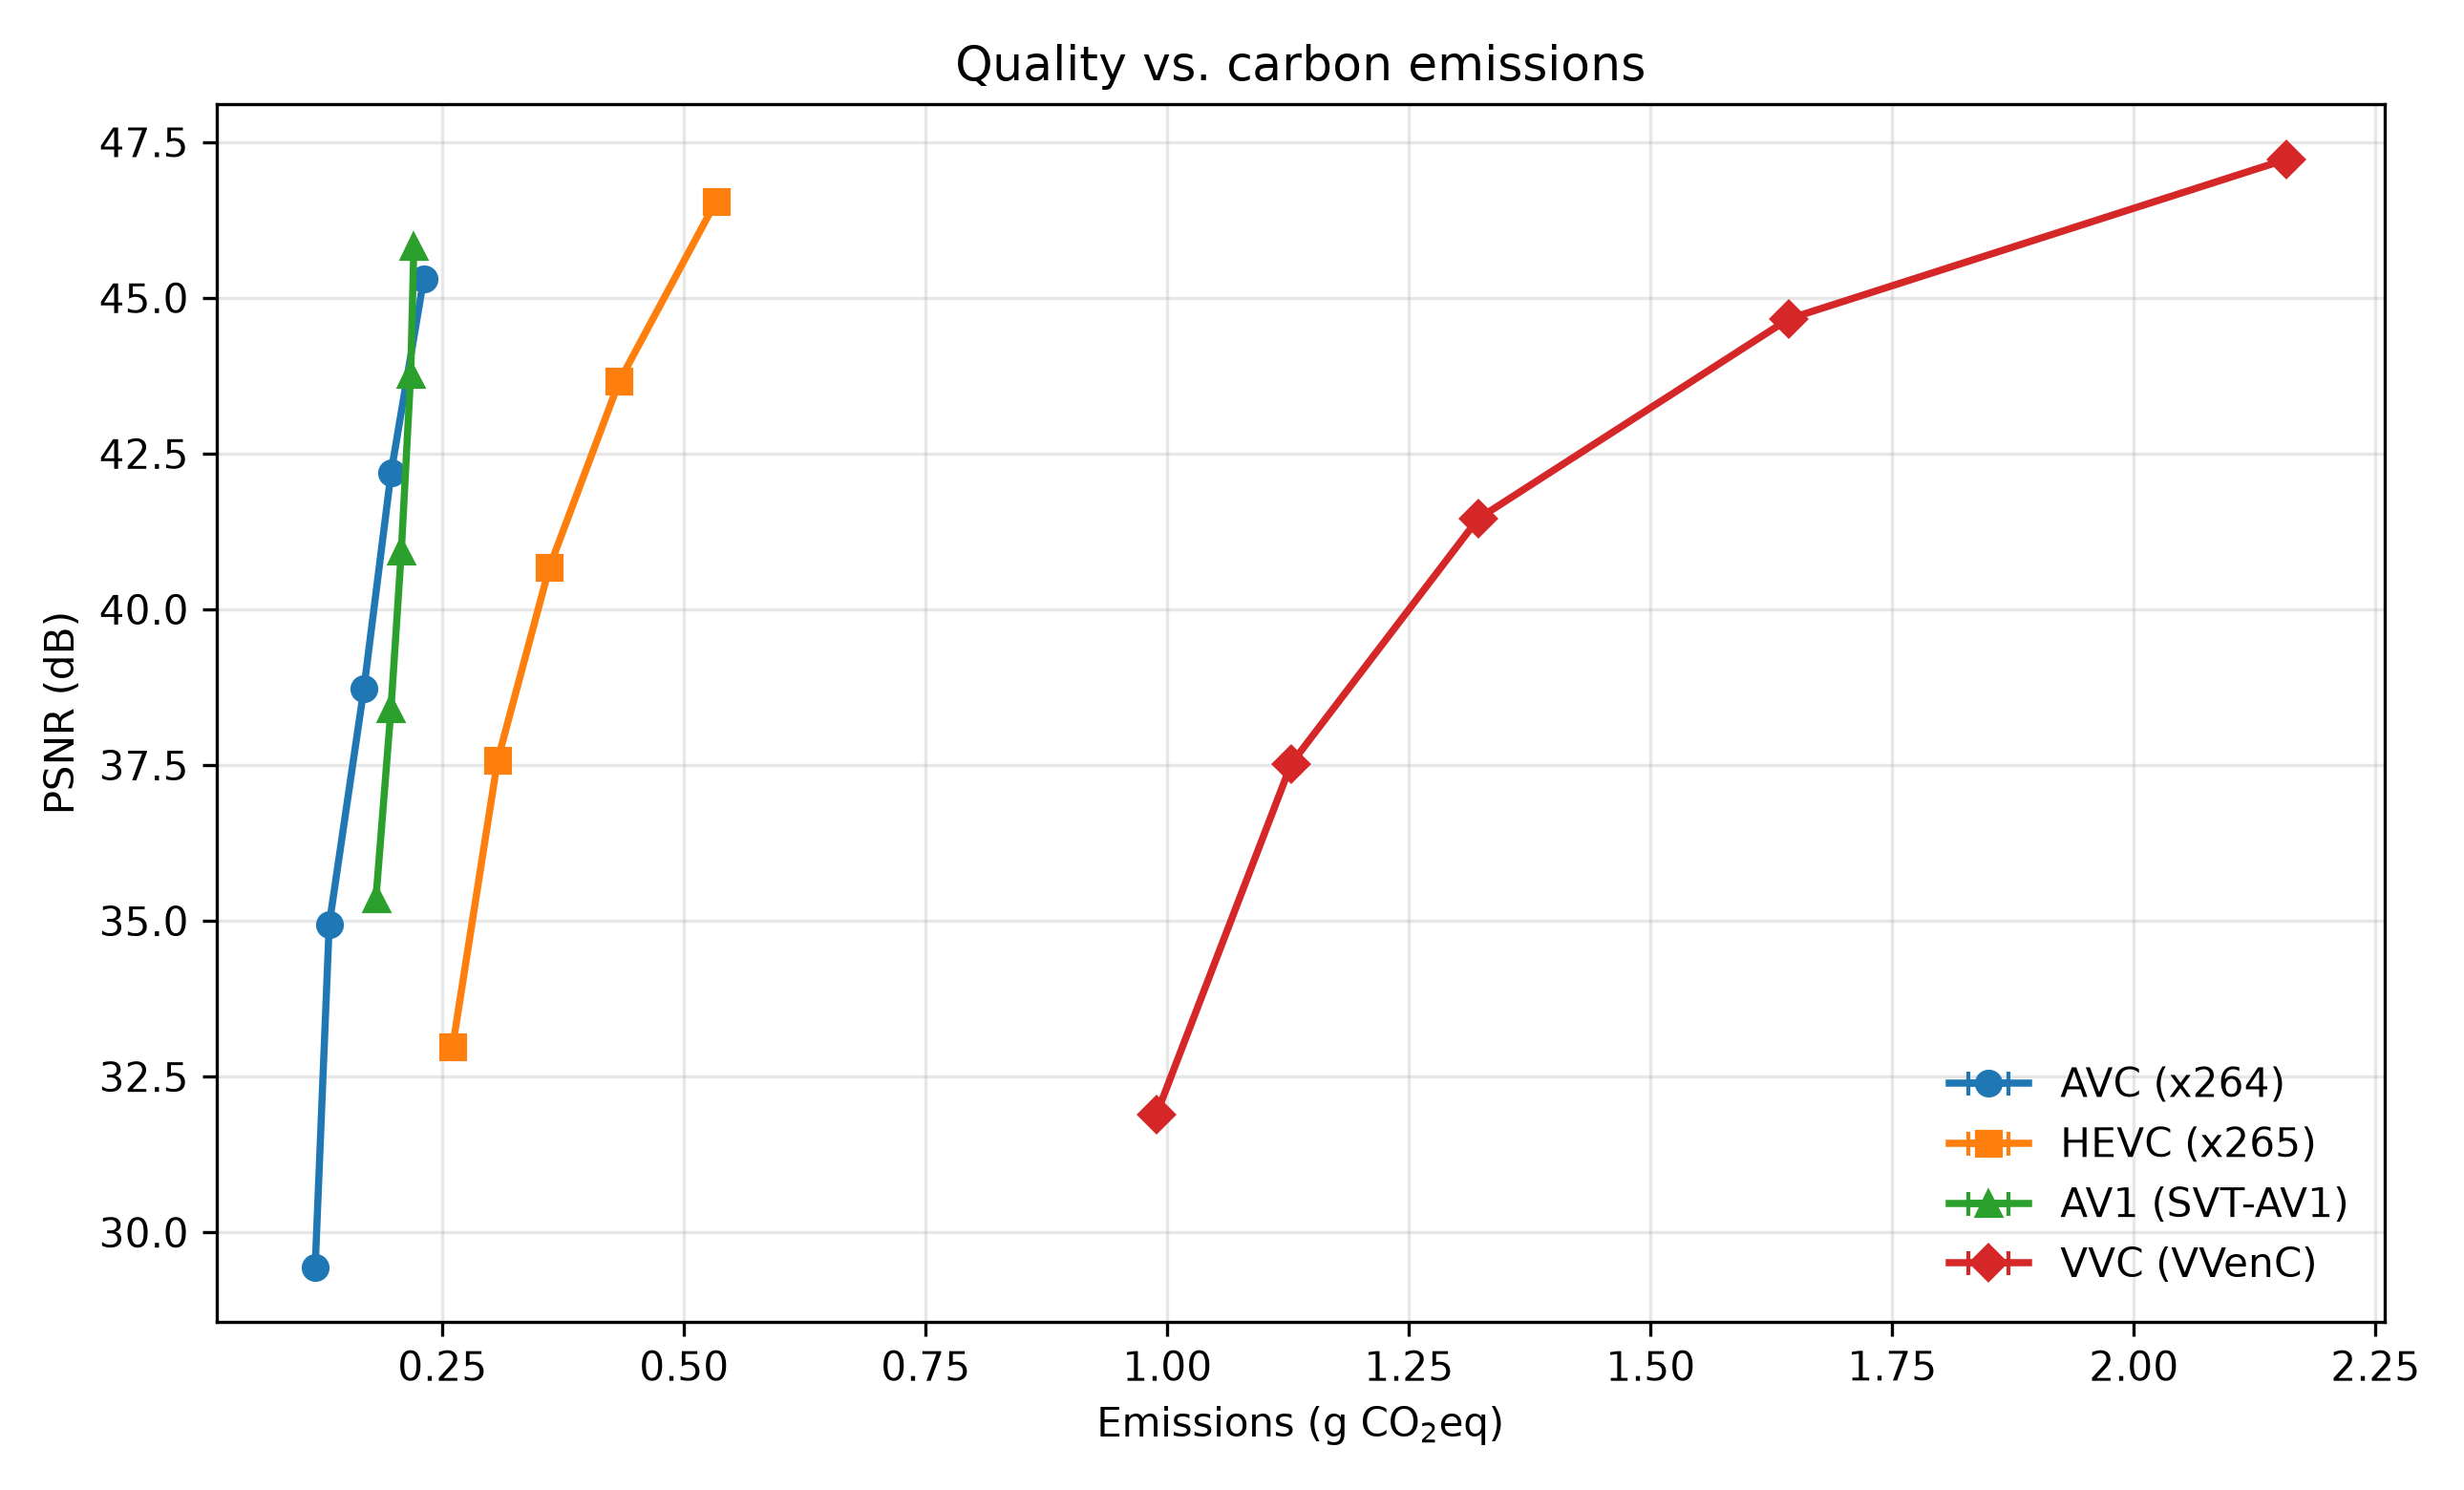 Quality vs. carbon emissions
47.5
45.0
42.5
40.0
37.5
35.0
32.5
30.0
PSNR (dB)
0.25 0.50 0.75 1.00 1.25 1.50 1.75 2.00 2.25
Emissions (g CO₂eq)
AVC (x264)
HEVC (x265)
AV1 (SVT-AV1)
VVC (VVenC)